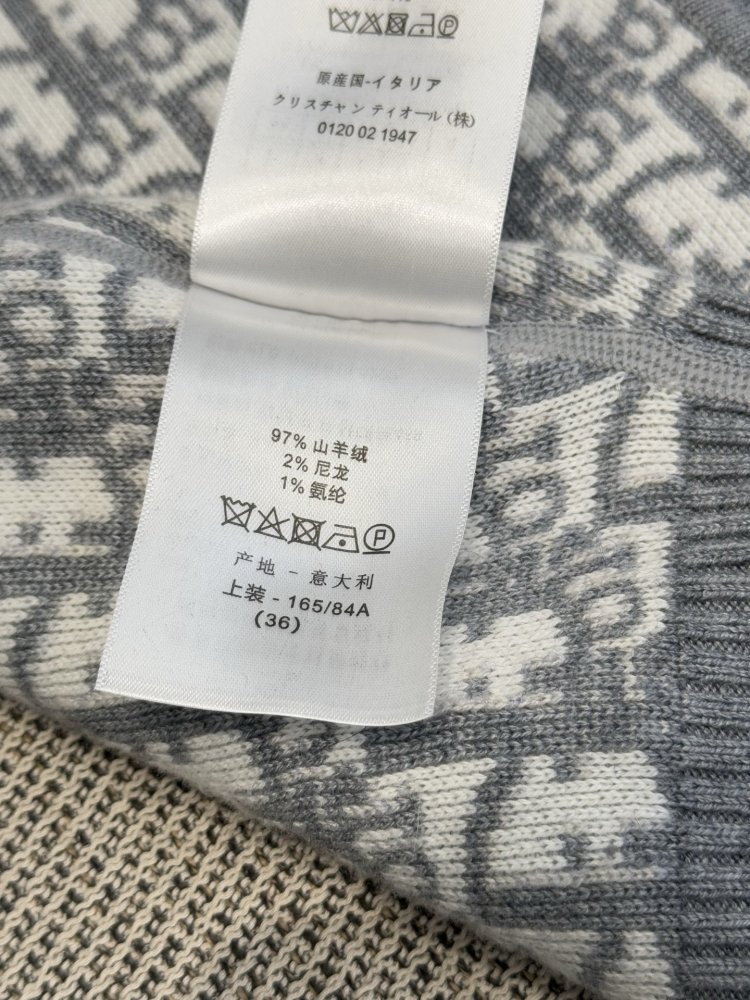 原産国-イタリア
クリスチャン ティオール(株)
0120 02 1947
97% 山羊绒
2% 尼龙
1% 氨纶
P
产地 - 意大利
上装 - 165/84A
(36)